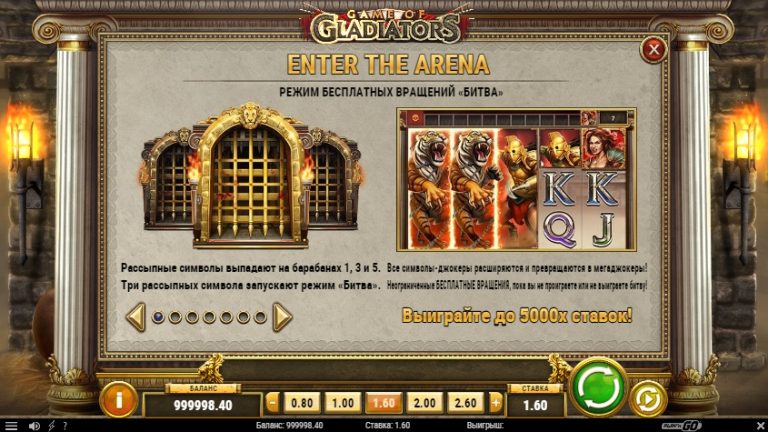 GAME OF
GLADIATORS
ENTER THE ARENA
РЕЖИМ БЕСПЛАТНЫХ ВРАЩЕНИЙ «БИТВА»
7
K K
Q J
Рассыпные символы выпадают на барабанах 1, 3 и 5.
Три рассыпных символа запускают режим «Битва».
Все символы-джокеры расширяются и превращаются в мегаджокеры!
Неограниченные БЕСПЛАТНЫЕ ВРАЩЕНИЯ, пока вы не проиграете или не выиграете битву!
Выиграйте до 5000x ставок!
i
БАЛАНС
999998.40
- 0.80 1.00 1.60 2.00 2.60 +
СТАВКА
1.60
? Баланс: 999998.40 Ставка: 1.60 Выигрыш: PLAY'N GO